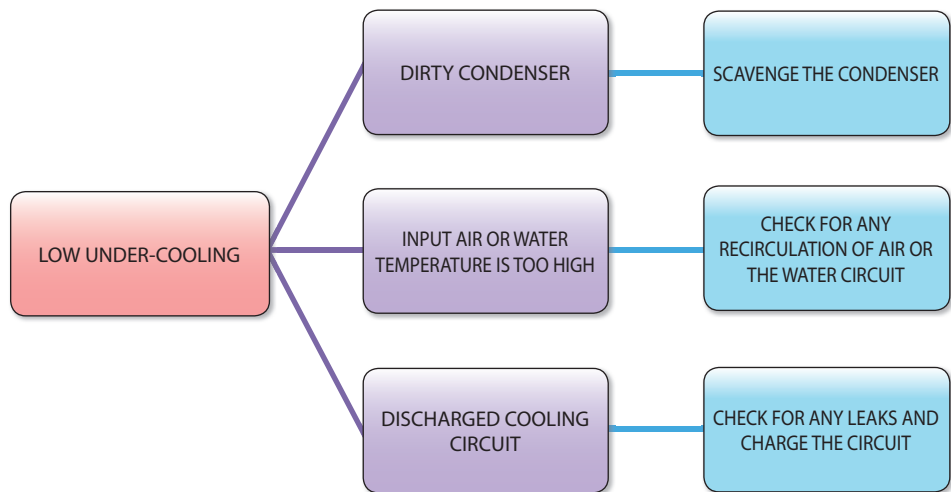 DIRTY CONDENSER
SCAVENGE THE CONDENSER
LOW UNDER-COOLING
INPUT AIR OR WATER
TEMPERATURE IS TOO HIGH
CHECK FOR ANY
RECIRCULATION OF AIR OR
THE WATER CIRCUIT
DISCHARGED COOLING
CIRCUIT
CHECK FOR ANY LEAKS AND
CHARGE THE CIRCUIT